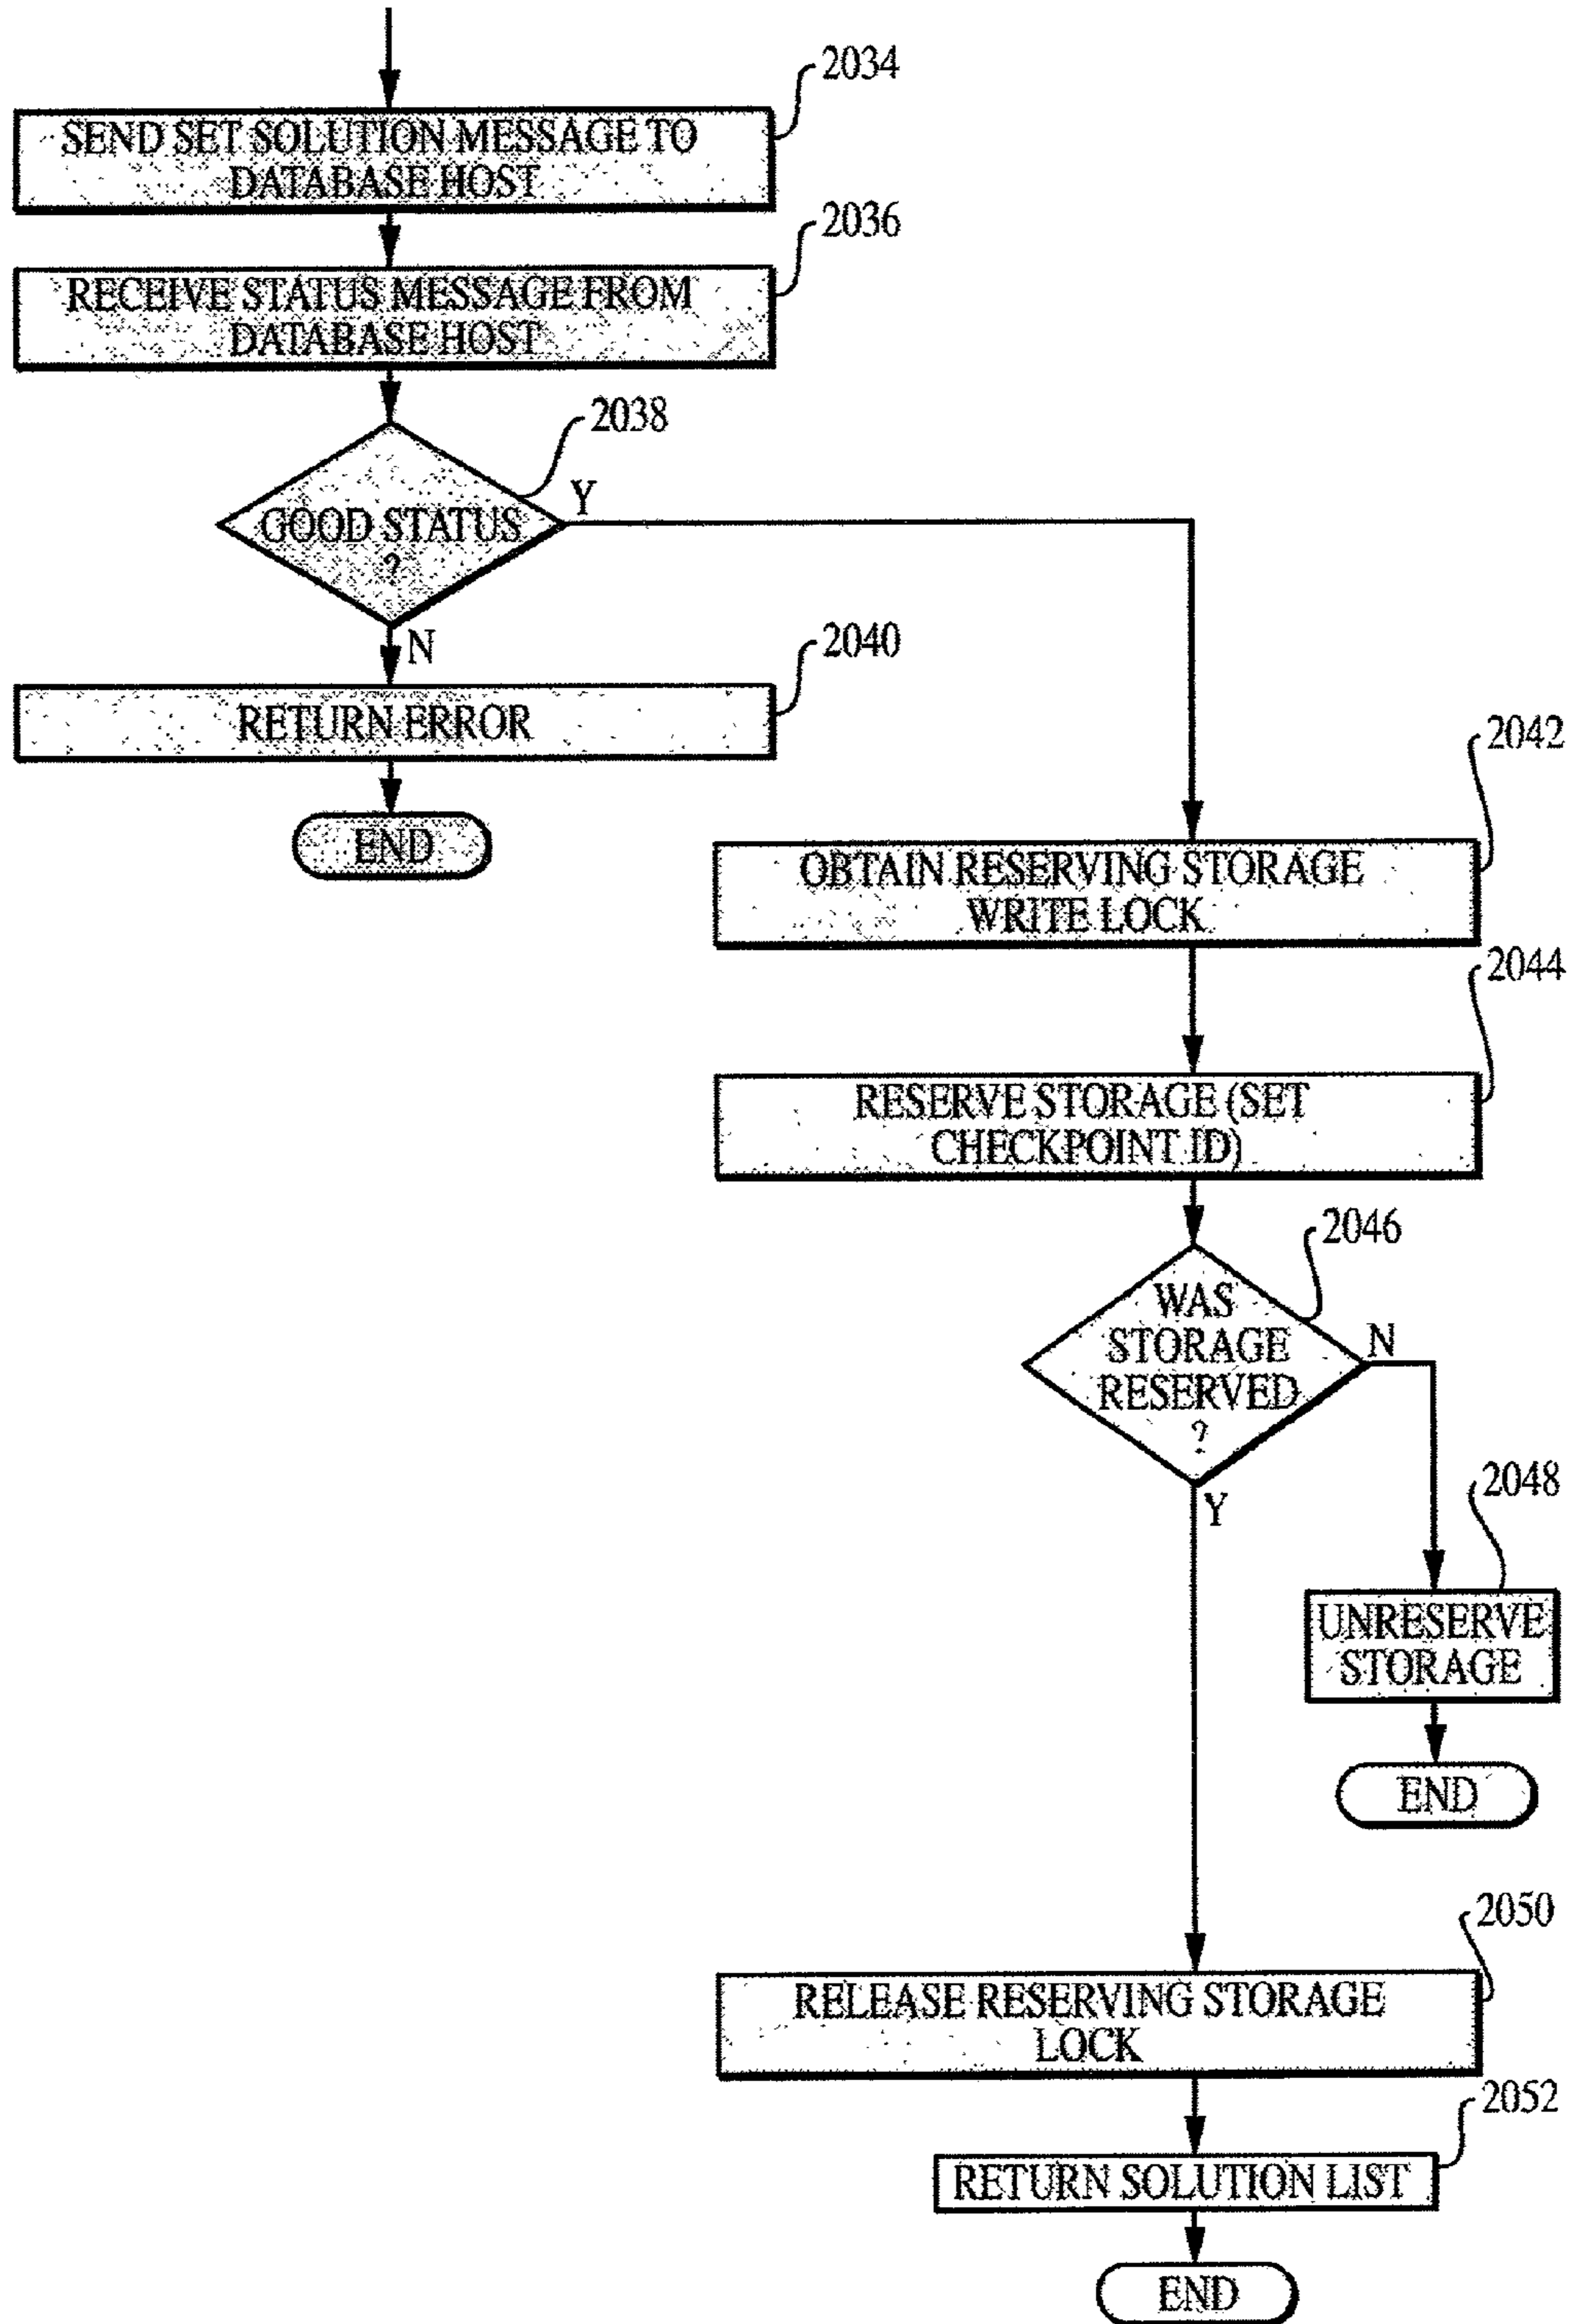 2034
SEND SET SOLUTION MESSAGE TO
DATABASE HOST
2036
RECEIVE STATUS MESSAGE FROM
DATABASE HOST
2038
GOOD STATUS
?
Y
N
2040
RETURN ERROR
END
2042
OBTAIN RESERVING STORAGE
WRITE LOCK
2044
RESERVE STORAGE (SET
CHECKPOINT ID)
2046
WAS
STORAGE
RESERVED
?
N
Y
2048
UNRESERVE
STORAGE
END
2050
RELEASE RESERVING STORAGE
LOCK
2052
RETURN SOLUTION LIST
END